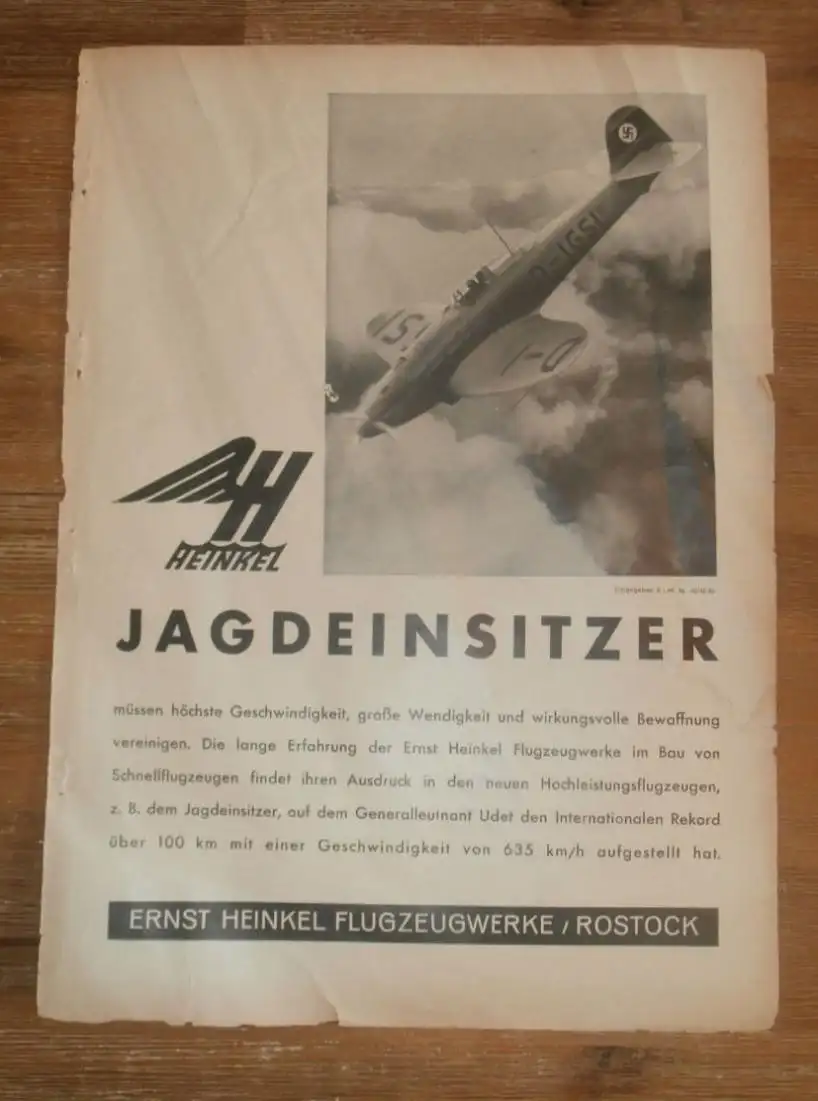 D-IGSI
ISI
D-I
HEINKEL
JAGDEINSITZER
müssen höchste Geschwindigkeit, große Wendigkeit und wirkungsvolle Bewaffnung
vereinigen. Die lange Erfahrung der Ernst Heinkel Flugzeugwerke im Bau von
Schnellflugzeugen findet ihren Ausdruck in den neuen Hochleistungsflugzeugen,
z. B. dem Jagdeinsitzer, auf dem Generalleutnant Udet den Internationalen Rekord
über 100 km mit einer Geschwindigkeit von 635 km/h aufgestellt hat.
ERNST HEINKEL FLUGZEUGWERKE / ROSTOCK